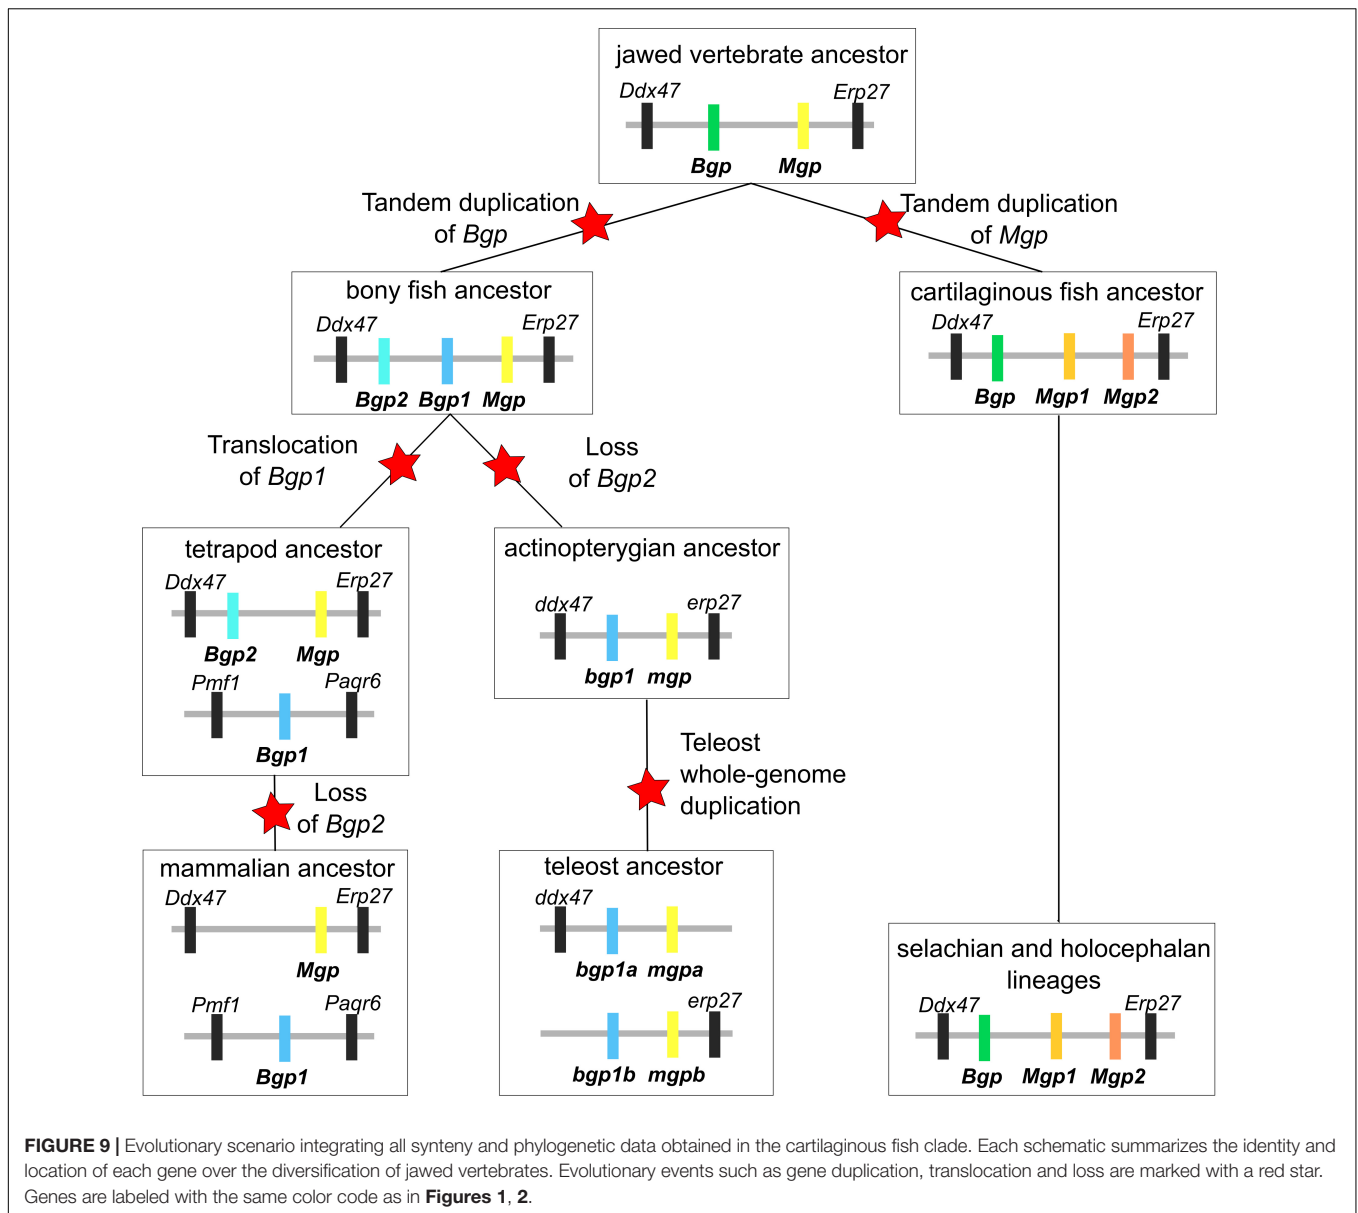 jawed vertebrate ancestor
Ddx47
Erp27
Bgp
Mgp
Tandem duplication
of Bgp
Tandem duplication
of Mgp
bony fish ancestor
Ddx47
Erp27
Bgp2 Bgp1 Mgp
cartilaginous fish ancestor
Ddx47
Erp27
Bgp Mgp1 Mgp2
Translocation
of Bgp1
Loss
of Bgp2
tetrapod ancestor
Ddx47
Erp27
Bgp2 Mgp
Pmf1
Paqr6
Bgp1
actinopterygian ancestor
ddx47
erp27
bgp1 mgp
Loss
of Bgp2
Teleost
whole-genome
duplication
mammalian ancestor
Ddx47
Erp27
Mgp
Pmf1
Paqr6
Bgp1
teleost ancestor
ddx47
bgp1a mgpa
erp27
bgp1b mgpb
selachian and holocephalan
lineages
Ddx47
Erp27
Bgp Mgp1 Mgp2
FIGURE 9 | Evolutionary scenario integrating all synteny and phylogenetic data obtained in the cartilaginous fish clade. Each schematic summarizes the identity and
location of each gene over the diversification of jawed vertebrates. Evolutionary events such as gene duplication, translocation and loss are marked with a red star.
Genes are labeled with the same color code as in Figures 1, 2.